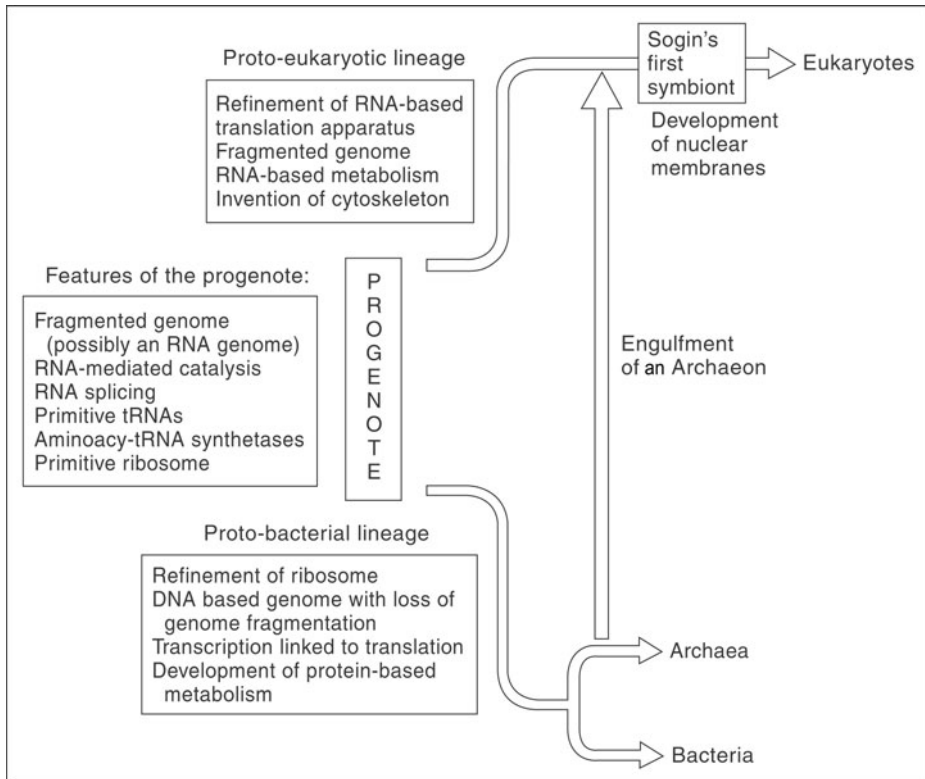 Proto-eukaryotic lineage
Refinement of RNA-based
translation apparatus
Fragmented genome
RNA-based metabolism
Invention of cytoskeleton
Sogin's
first
symbiont
Eukaryotes
Development
of nuclear
membranes
Features of the progenote:
Fragmented genome
(possibly an RNA genome)
RNA-mediated catalysis
RNA splicing
Primitive tRNAs
Aminoacy-tRNA synthetases
Primitive ribosome
P
R
O
G
E
N
O
T
E
Engulfment
of an Archaeon
Proto-bacterial lineage
Refinement of ribosome
DNA based genome with loss of
genome fragmentation
Transcription linked to translation
Development of protein-based
metabolism
Archaea
Bacteria